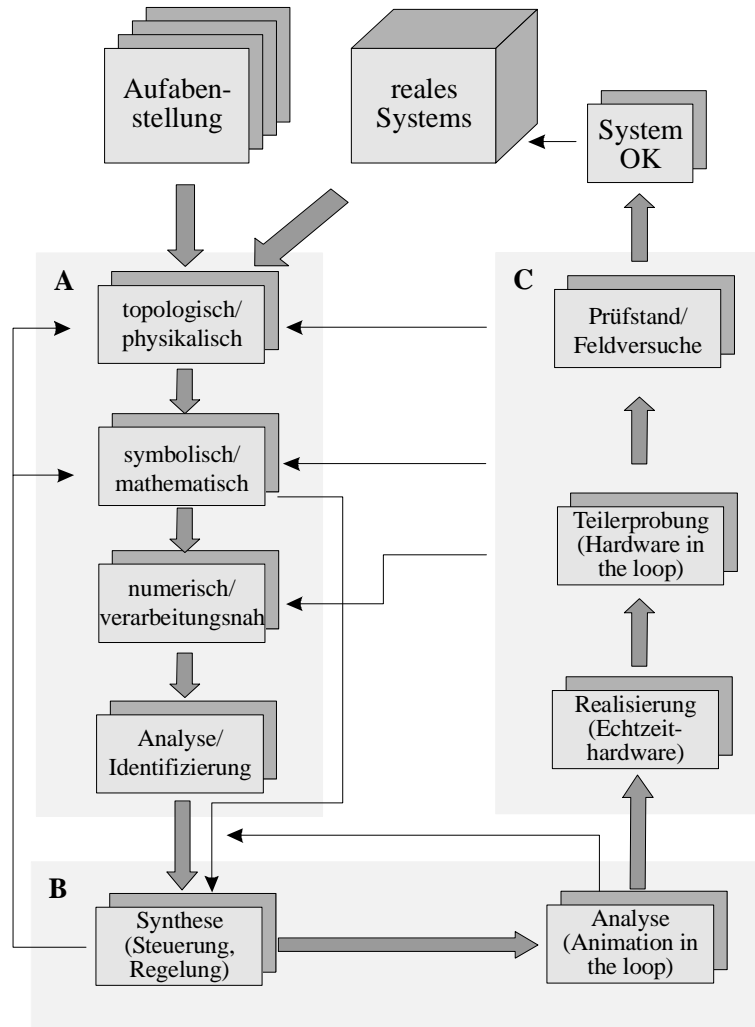 Aufaben-
stellung
reales
Systems
System
OK
A
topologisch/
physikalisch
symbolisch/
mathematisch
numerisch/
verarbeitungsnah
Analyse/
Identifizierung
B
Synthese
(Steuerung,
Regelung)
Analyse
(Animation in
the loop)
C
Prüfstand/
Feldversuche
Teilerprobung
(Hardware in
the loop)
Realisierung
(Echtzeit-
hardware)